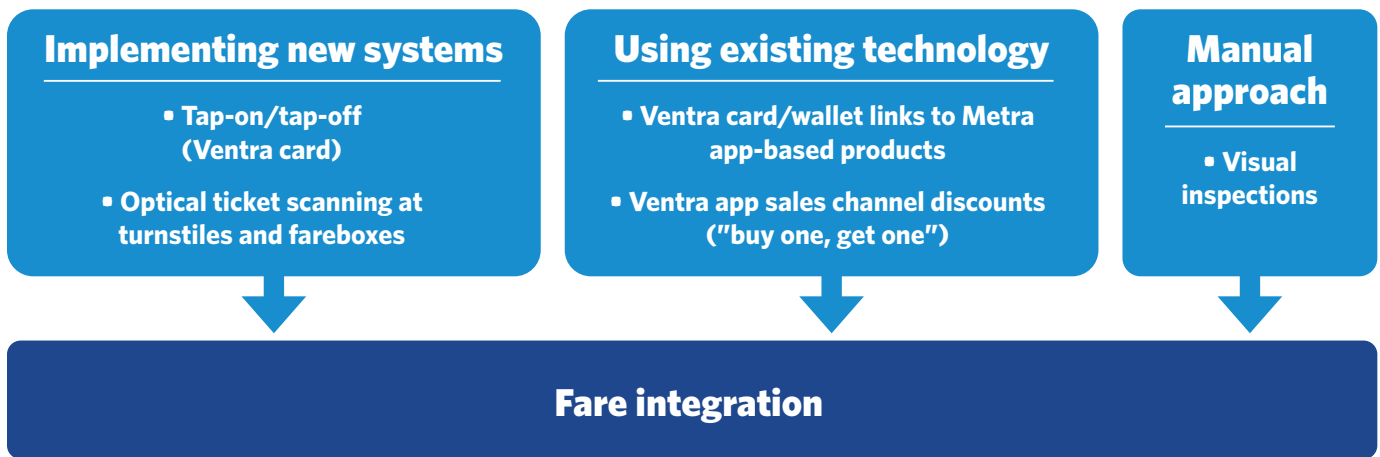 Implementing new systems
• Tap-on/tap-off
(Ventra card)
• Optical ticket scanning at
turnstiles and fareboxes
Using existing technology
• Ventra card/wallet links to Metra
app-based products
• Ventra app sales channel discounts
("buy one, get one")
Manual
approach
• Visual
inspections
Fare integration